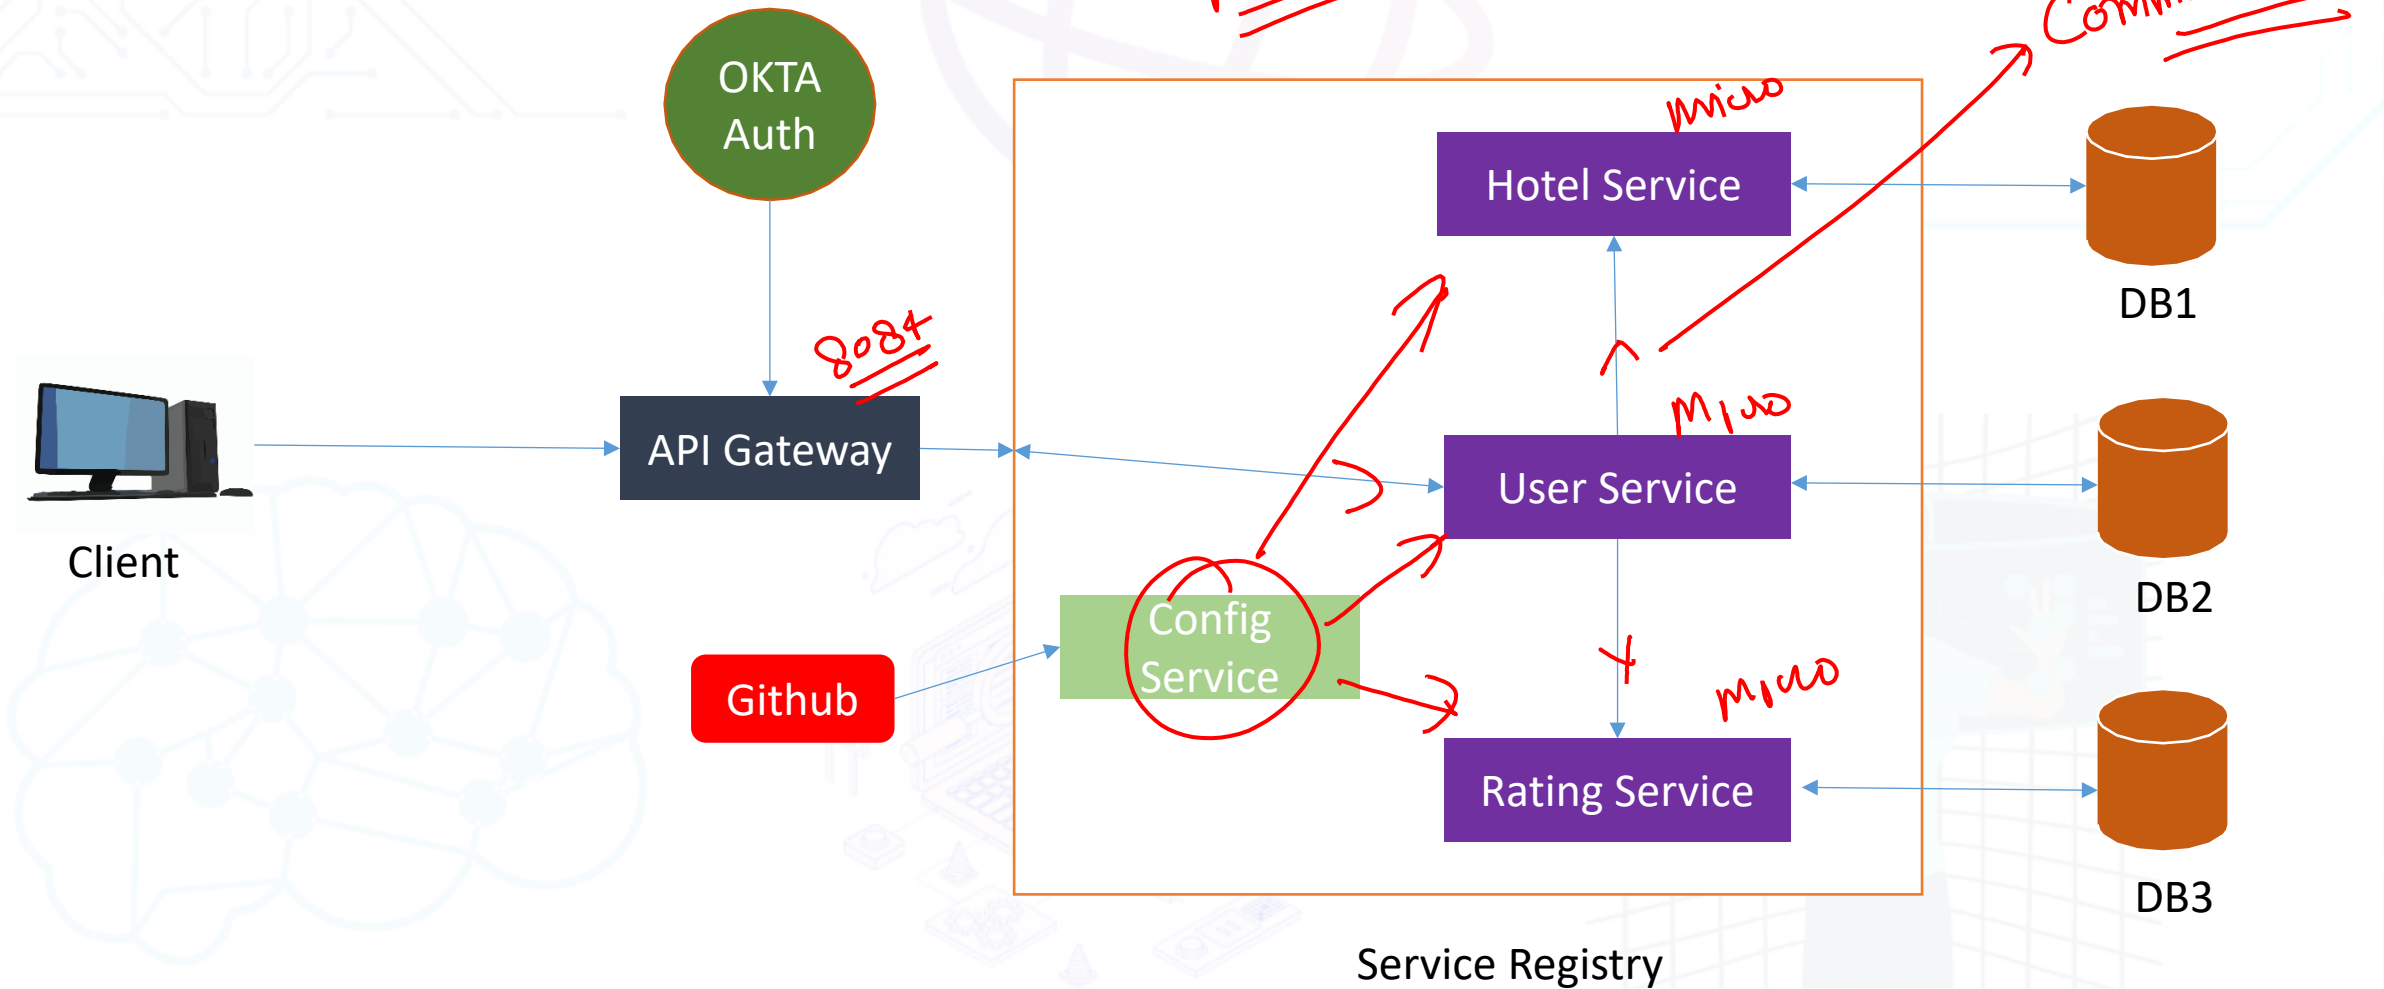 OKTA
Auth
micro
Hotel Service
DB1
8084
API Gateway
micro
User Service
Client
DB2
Config
Service
Github
micro
Rating Service
DB3
Service Registry